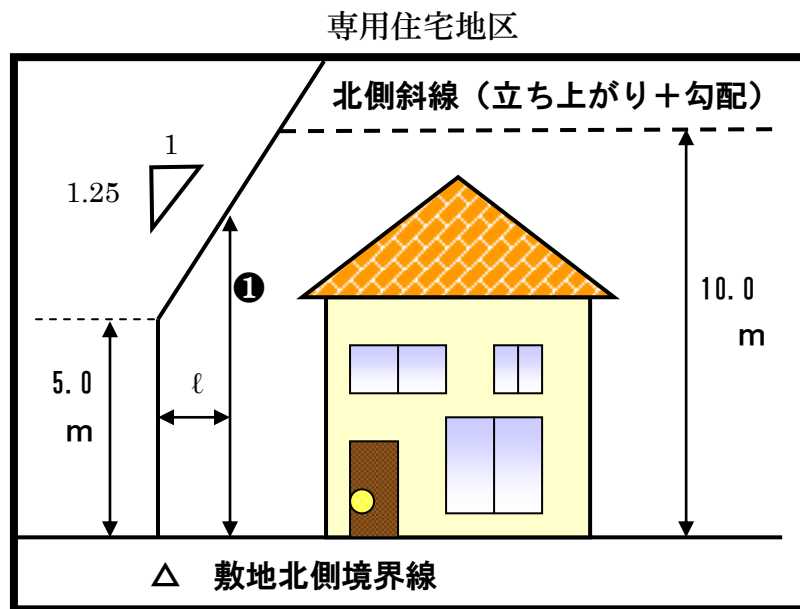 専用住宅地区
北側斜線（立ち上がり＋勾配）
1
1.25
❶
10.0
m
5.0
m
ℓ
△ 敷地北側境界線